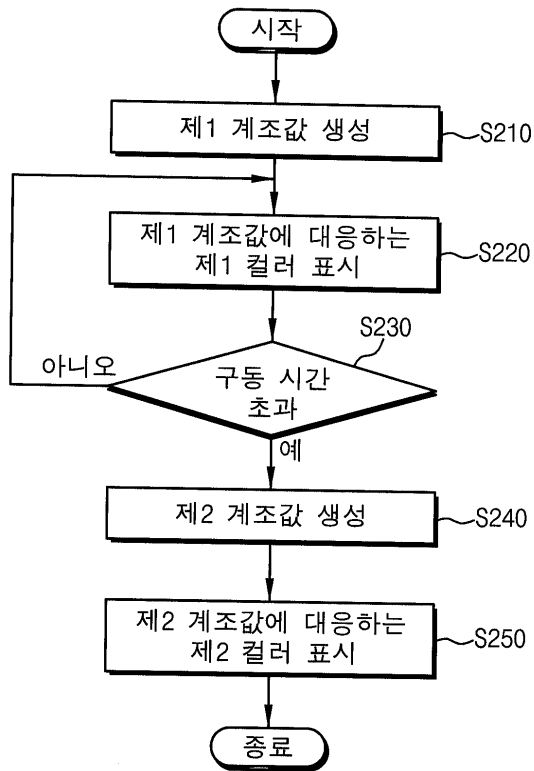 시작
제1 계조값 생성
S210
제1 계조값에 대응하는
제1 컬러 표시
S220
S230
아니오
구동 시간
초과
예
제2 계조값 생성
S240
제2 계조값에 대응하는
제2 컬러 표시
S250
종료